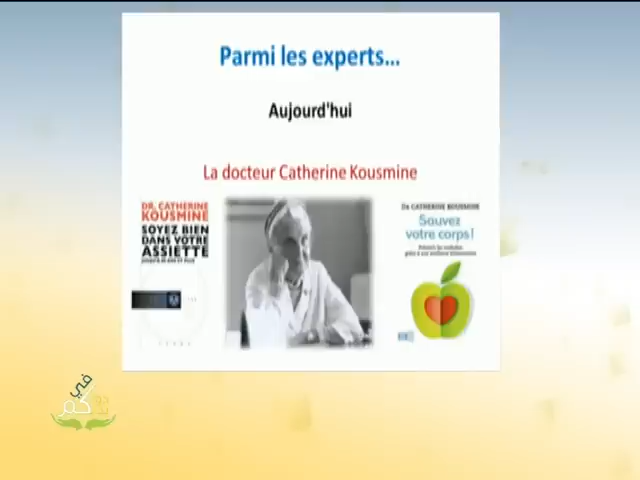 Parmi les experts...
Aujourd'hui
La docteur Catherine Kousmine
DR. CATHERINE
KOUSMINE
SOYEZ BIEN
DANS VOTRE
ASSIETTE
Dr CATHERINE KOUSMINE
Sauvez
votre corps!
في